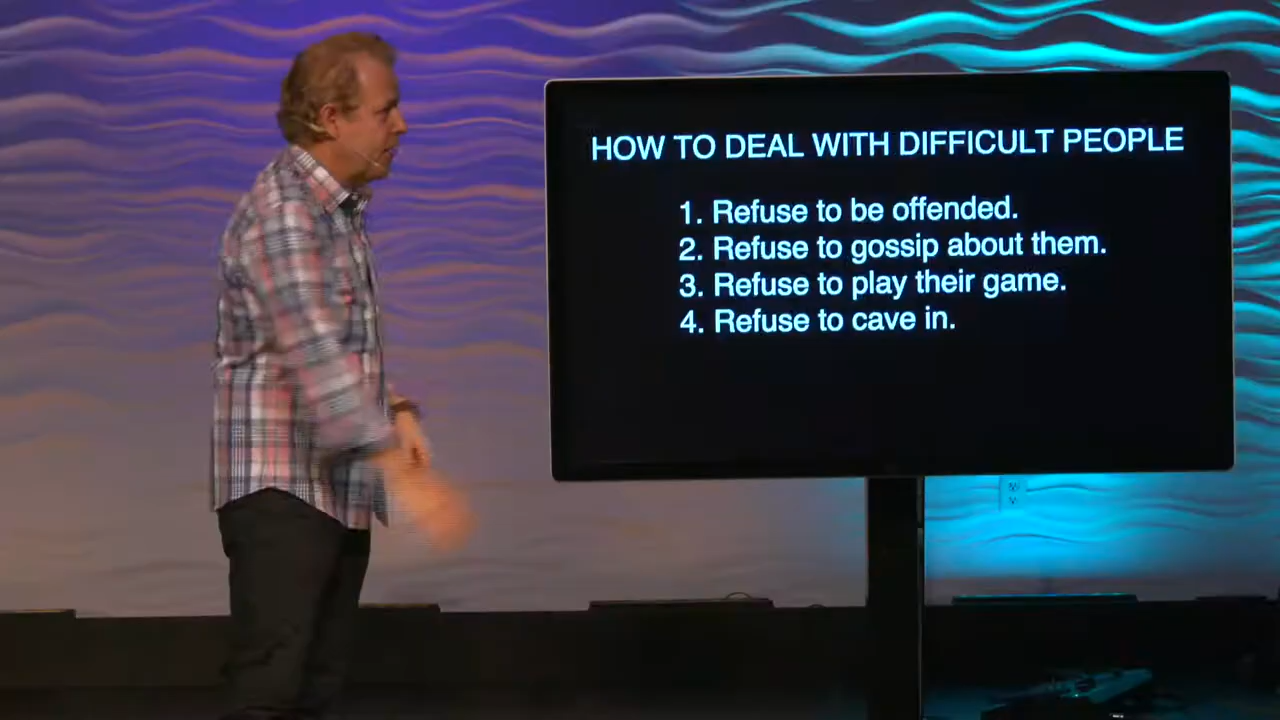 HOW TO DEAL WITH DIFFICULT PEOPLE
1. Refuse to be offended.
2. Refuse to gossip about them.
3. Refuse to play their game.
4. Refuse to cave in.